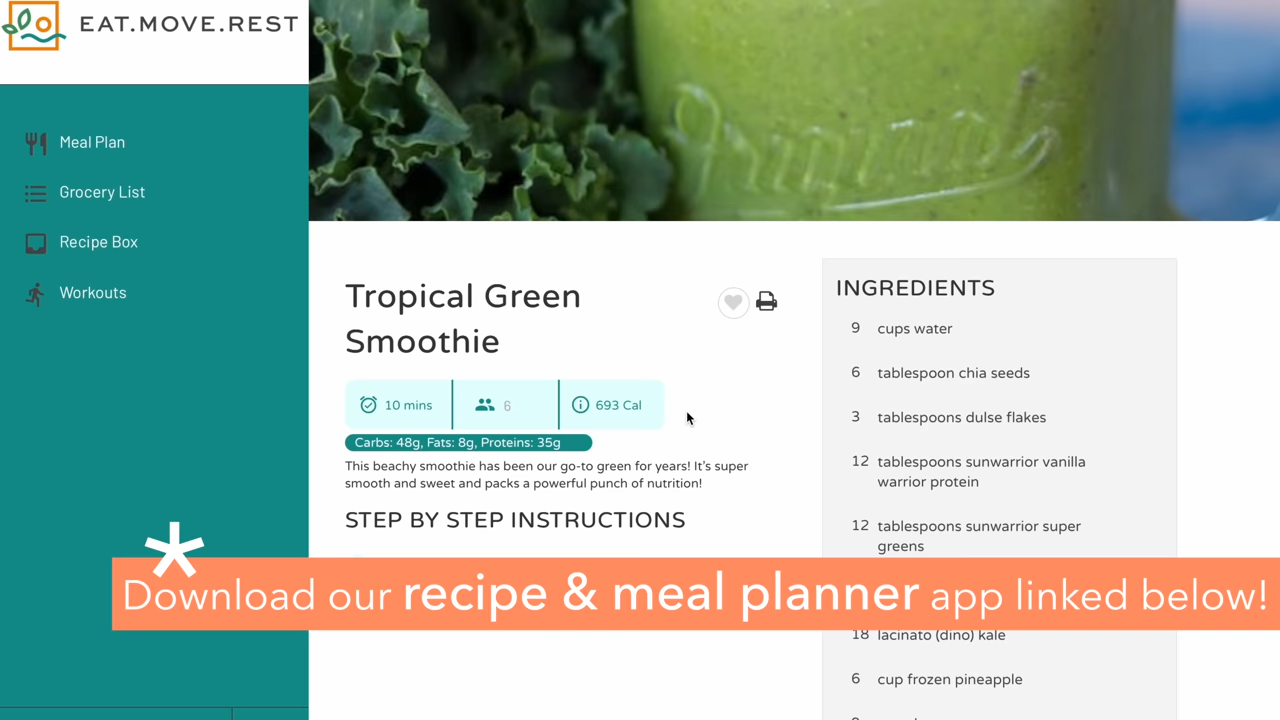 EAT.MOVE.REST
Meal Plan
Grocery List
Recipe Box
Workouts
Tropical Green
Smoothie
10 mins
6
693 Cal
Carbs: 48g, Fats: 8g, Proteins: 35g
This beachy smoothie has been our go-to green for years! It's super
smooth and sweet and packs a powerful punch of nutrition!
STEP BY STEP INSTRUCTIONS
INGREDIENTS
9 cups water
6 tablespoon chia seeds
3 tablespoons dulse flakes
12 tablespoons sunwarrior vanilla
warrior protein
12 tablespoons sunwarrior super
greens
18 lacinato (dino) kale
6 cup frozen pineapple
*
Download our recipe & meal planner app linked below!